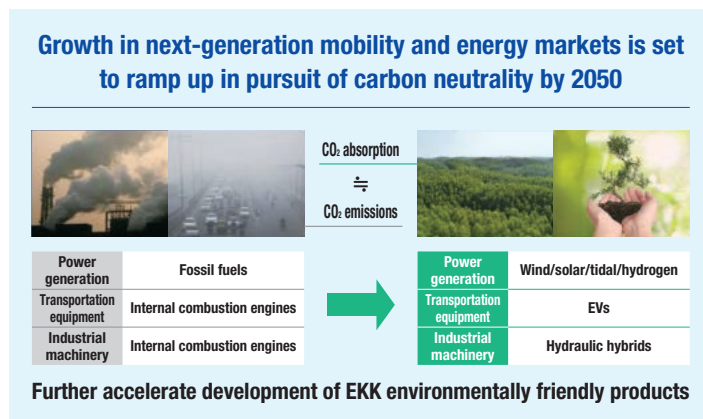 Growth in next-generation mobility and energy markets is set
to ramp up in pursuit of carbon neutrality by 2050
CO₂ absorption
≒
CO₂ emissions
Power
generation
Fossil fuels
Transportation
equipment
Internal combustion engines
Industrial
machinery
Internal combustion engines
Power
generation
Wind/solar/tidal/hydrogen
Transportation
equipment
EVs
Industrial
machinery
Hydraulic hybrids
Further accelerate development of EKK environmentally friendly products